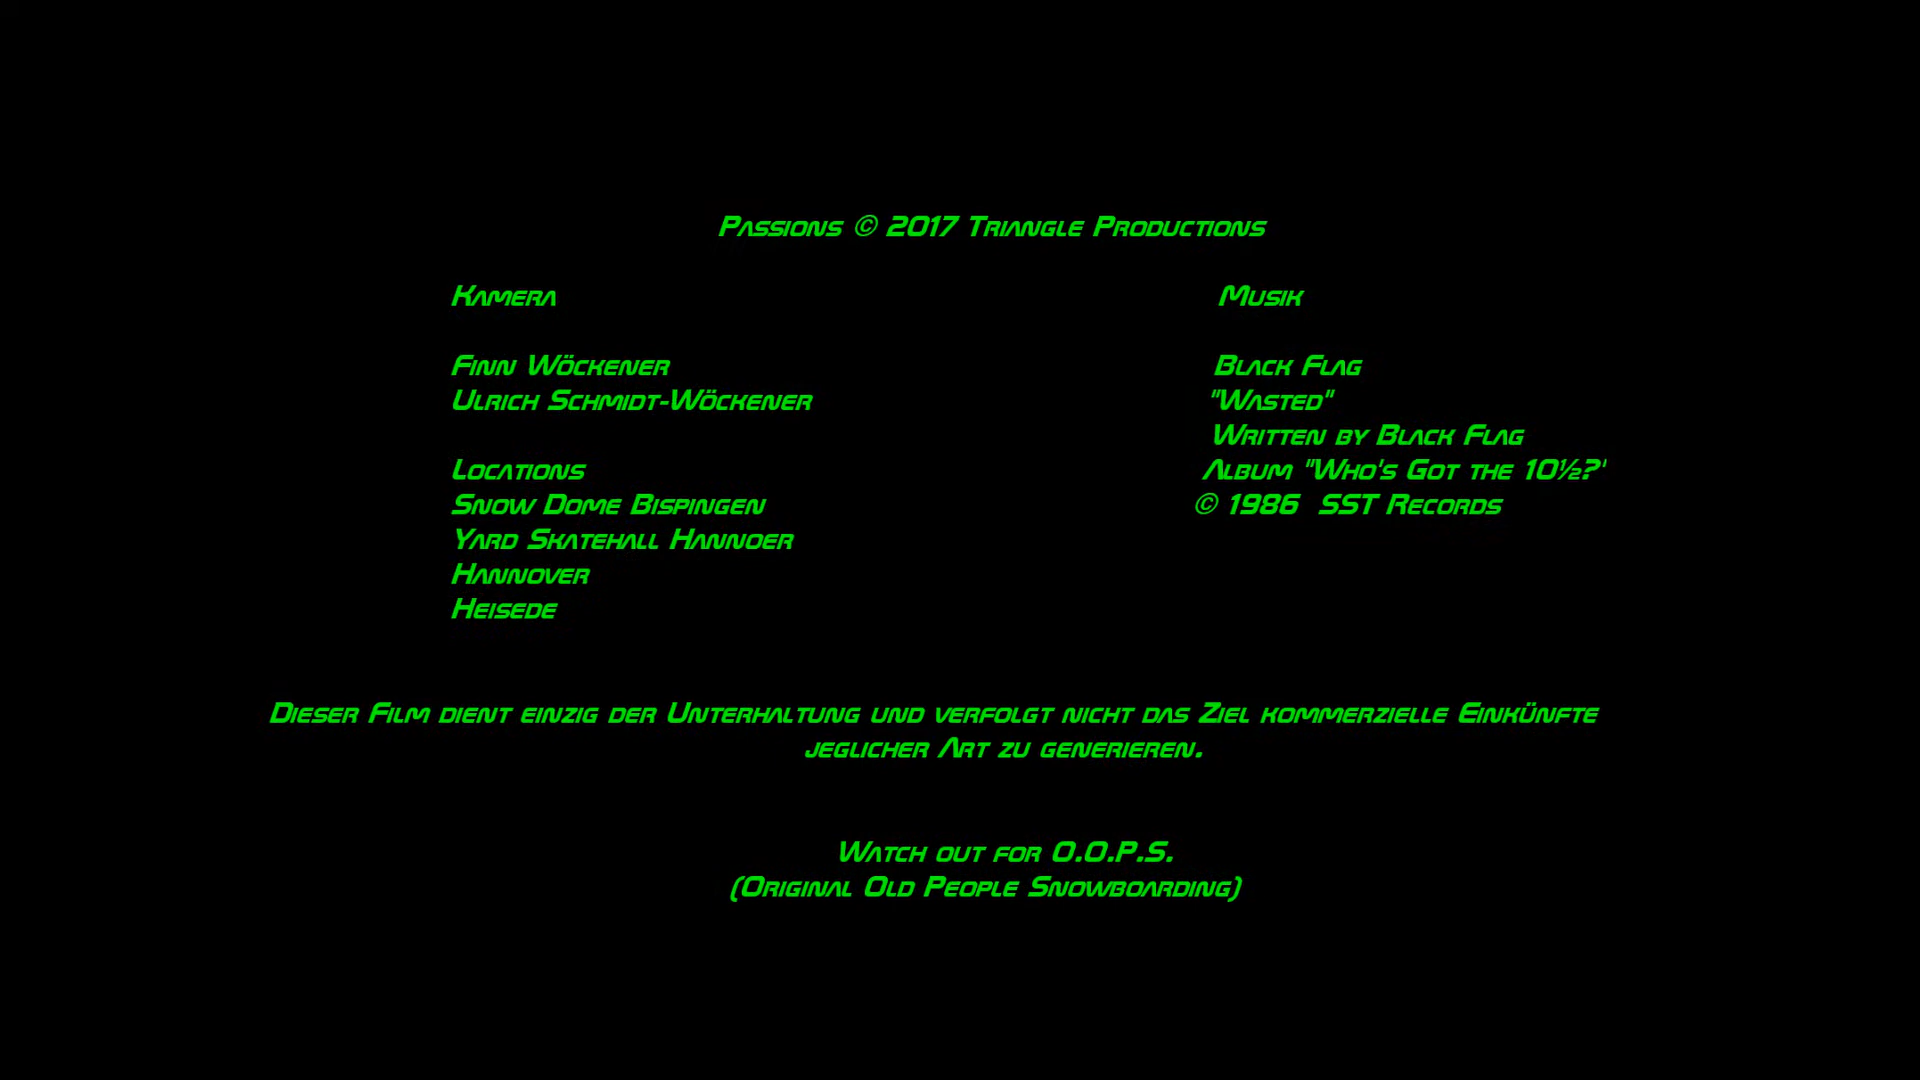 Passions © 2017 Triangle Productions
Kamera
Finn Wöckener
Ulrich Schmidt-Wöckener
Locations
Snow Dome Bispingen
Yard Skatehall Hannoer
Hannover
Heisede
Musik
Black Flag
"Wasted"
Written by Black Flag
Album "Who's Got the 10½?'
© 1986 SST Records
Dieser Film dient einzig der Unterhaltung und verfolgt nicht das Ziel kommerzielle Einkünfte
jeglicher Art zu generieren.
Watch out for O.O.P.S.
(Original Old People Snowboarding)